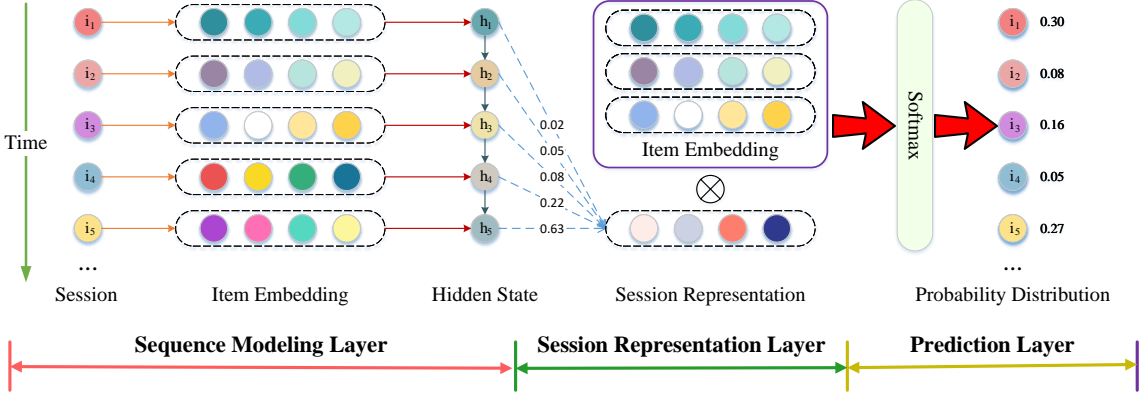 Time
i1
i2
i3
i4
i5
...
Session
Item Embedding
h1
h2
h3
h4
h5
Hidden State
0.02
0.05
0.08
0.22
0.63
Item Embedding
Session Representation
Softmax
i1 0.30
i2 0.08
i3 0.16
i4 0.05
i5 0.27
...
Probability Distribution
Sequence Modeling Layer
Session Representation Layer
Prediction Layer